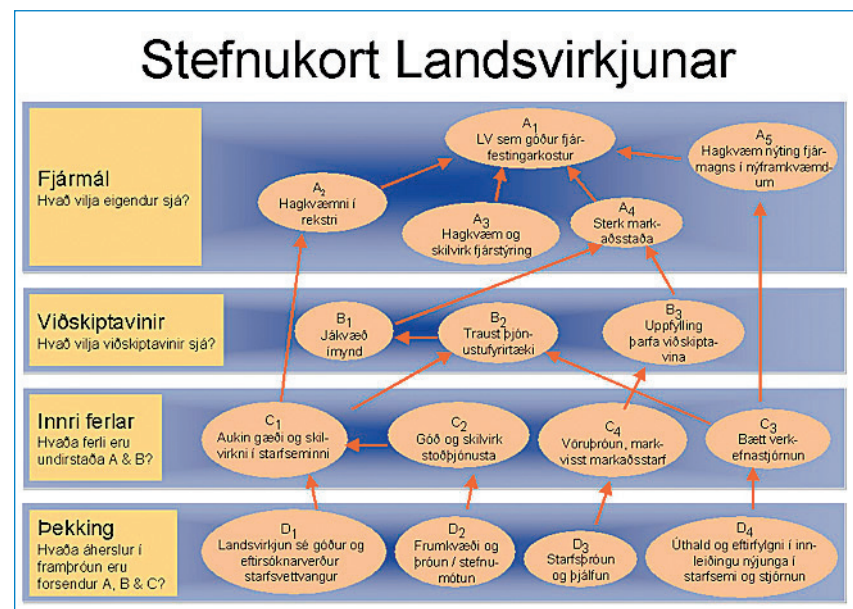 Stefnukort Landsvirkjunar
Fjármál
Hvað vilja eigendur sjá?
A1
LV sem góður fjár-
festingarkostur
A5
Hagkvæm nýting fjár-
magns í nýframkvæmd-
um
A2
Hagkvæmni í
rekstri
A3
Hagkvæm og
skilvirk fjárstýring
A4
Sterk mark-
aðsstaða
Viðskiptavinir
Hvað vilja viðskiptavinir sjá?
B1
Jákvæð
ímynd
B2
Traust þjón-
ustufyrirtæki
B3
Uppfylling
þarfa viðskipta-
vina
Innri ferlar
Hvaða ferli eru
undirstaða A & B?
C1
Aukin gæði og skil-
virkni í starfseminni
C2
Góð og skilvirk
stoðþjónusta
C4
Vöruþróun, mark-
visst markaðsstarf
C3
Bætt verk-
efnastjórnun
Þekking
Hvaða áherslur í
framþróun eru
forsendur A, B & C?
D1
Landsvirkjun sé góður og
eftirsóknarverður
starfsvettvangur
D2
Frumkvæði og
þróun / stefnu-
mótun
D3
Starfsþróun
og þjálfun
D4
Úthald og eftirfylgni í inn-
leiðingu nýjunga í
starfsemi og stjórnun